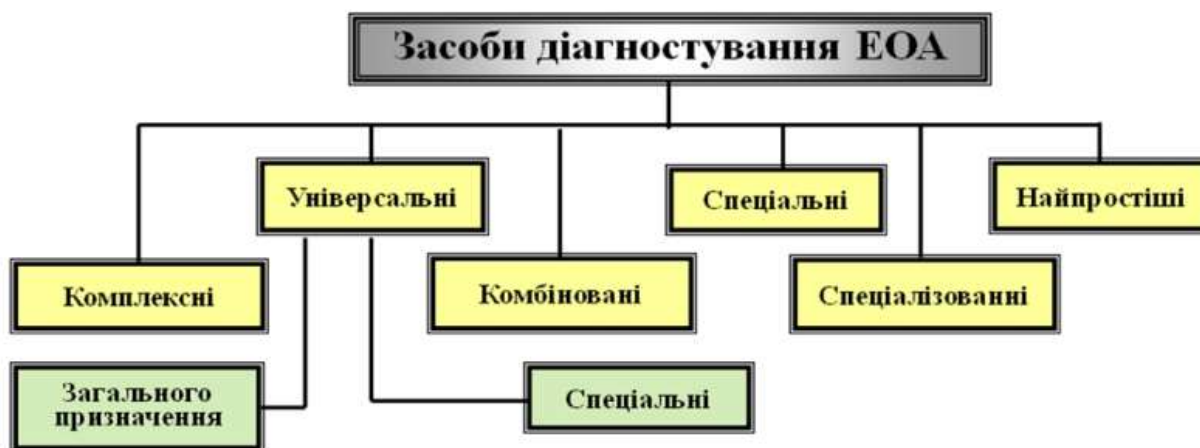 Засоби діагностування ЕОА
Універсальні
Спеціальні
Найпростіші
Комплексні
Комбіновані
Спеціалізованні
Загального
призначення
Спеціальні